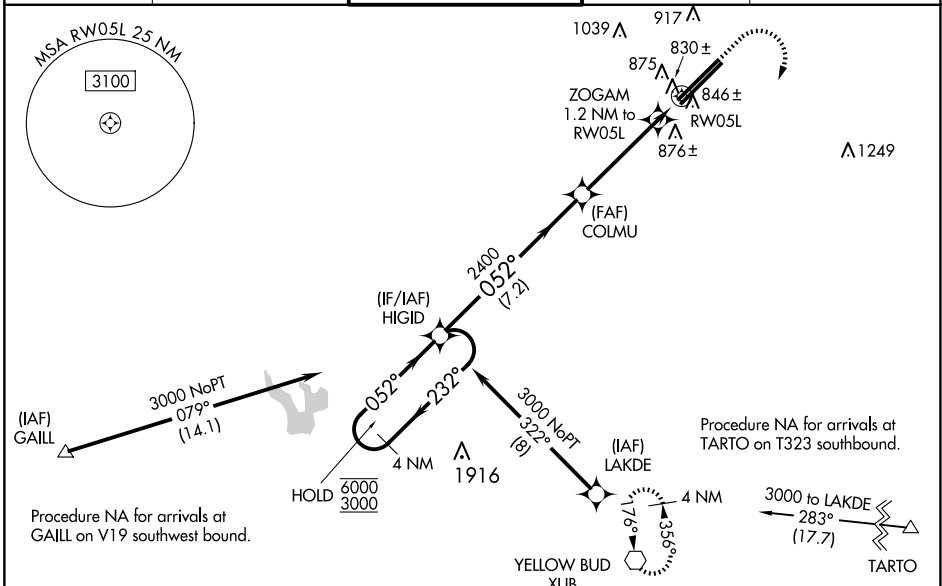 MSA RW05L 25 NM
3100
1039
917
830±
875
846±
ZOGAM
1.2 NM to
RW05L
RW05L
876±
1249
(FAF)
COLMU
2400
052°
(7.2)
(IF/IAF)
HIGID
052°
232°
3000 NoPT
079°
(14.1)
(IAF)
GAILL
3000 NoPT
322°
(8)
(IAF)
LAKDE
4 NM
1916
HOLD 6000
3000
Procedure NA for arrivals at
TARTO on T323 southbound.
Procedure NA for arrivals at
GAILL on V19 southwest bound.
4 NM
176°
356°
3000 to LAKDE
283°
(17.7)
TARTO
YELLOW BUD
XUB